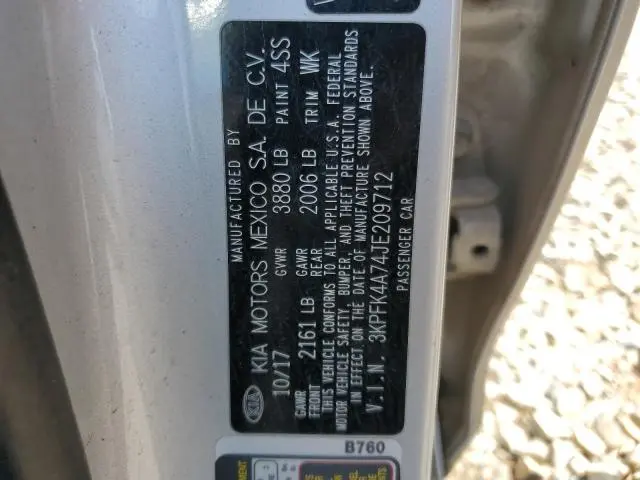 MANUFACTURED BY
KIA KIA MOTORS MEXICO S.A. DE C.V.
10/17 GVWR 3880 LB PAINT 4SS
GAWR FRONT 2161 LB GAWR REAR 2006 LB TRIM WK
THIS VEHICLE CONFORMS TO ALL APPLICABLE U.S.A. FEDERAL
MOTOR VEHICLE SAFETY, BUMPER, AND THEFT PREVENTION STANDARDS
IN EFFECT ON THE DATE OF MANUFACTURE SHOWN ABOVE.
V.I.N. 3KPFK4A74JE209712
PASSENGER CAR
B760